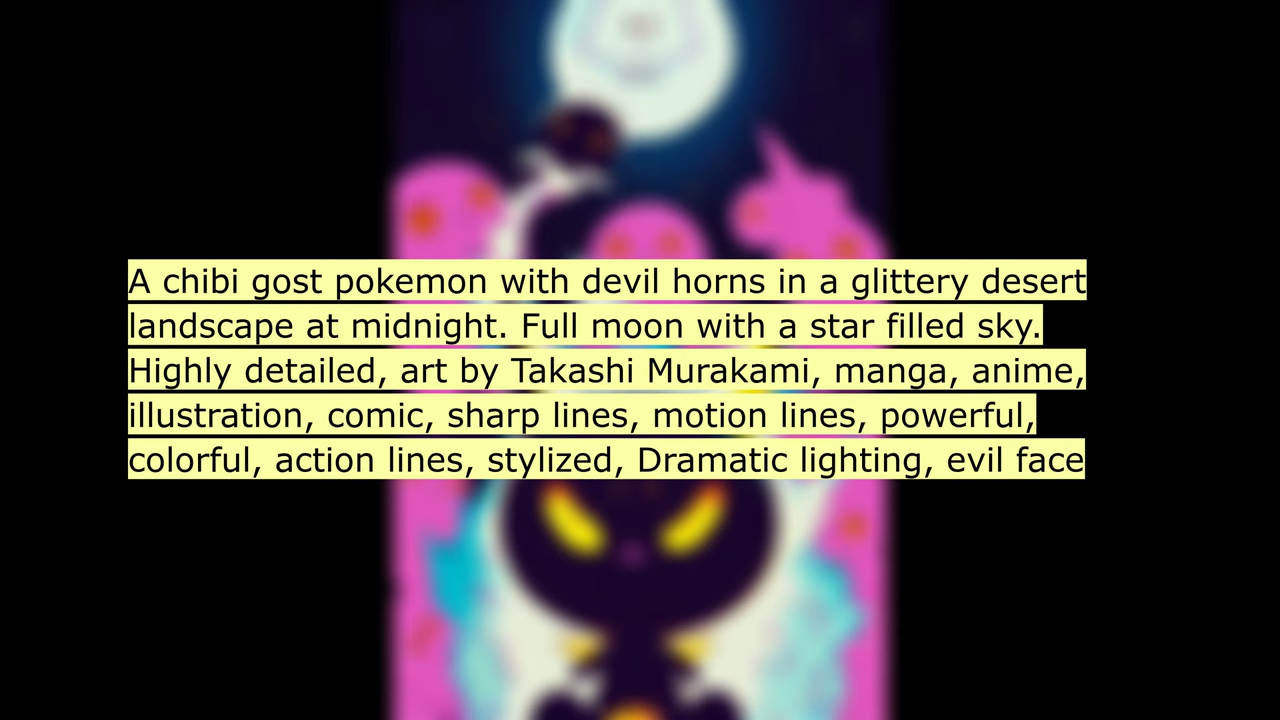 A chibi gost pokemon with devil horns in a glittery desert
landscape at midnight. Full moon with a star filled sky.
Highly detailed, art by Takashi Murakami, manga, anime,
illustration, comic, sharp lines, motion lines, powerful,
colorful, action lines, stylized, Dramatic lighting, evil face